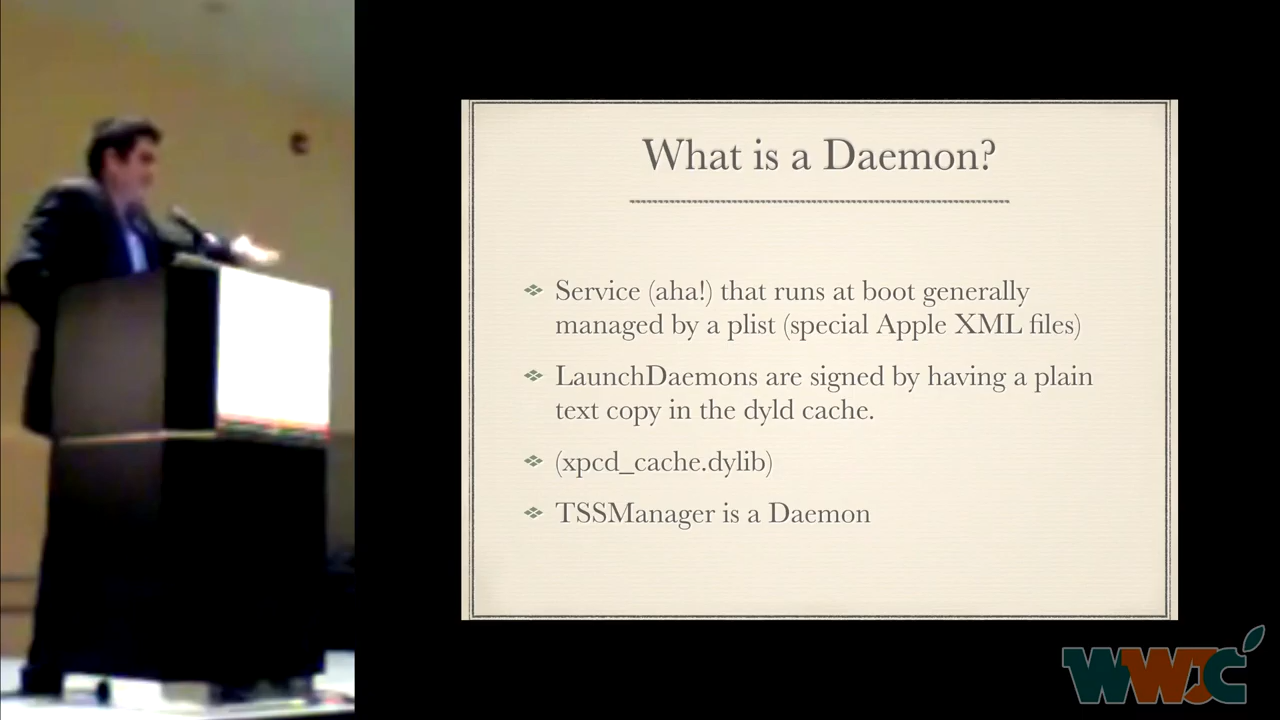 What is a Daemon?
Service (aha!) that runs at boot generally
managed by a plist (special Apple XML files)
LaunchDaemons are signed by having a plain
text copy in the dyld cache.
(xpcd_cache.dylib)
TSSManager is a Daemon
WWJC